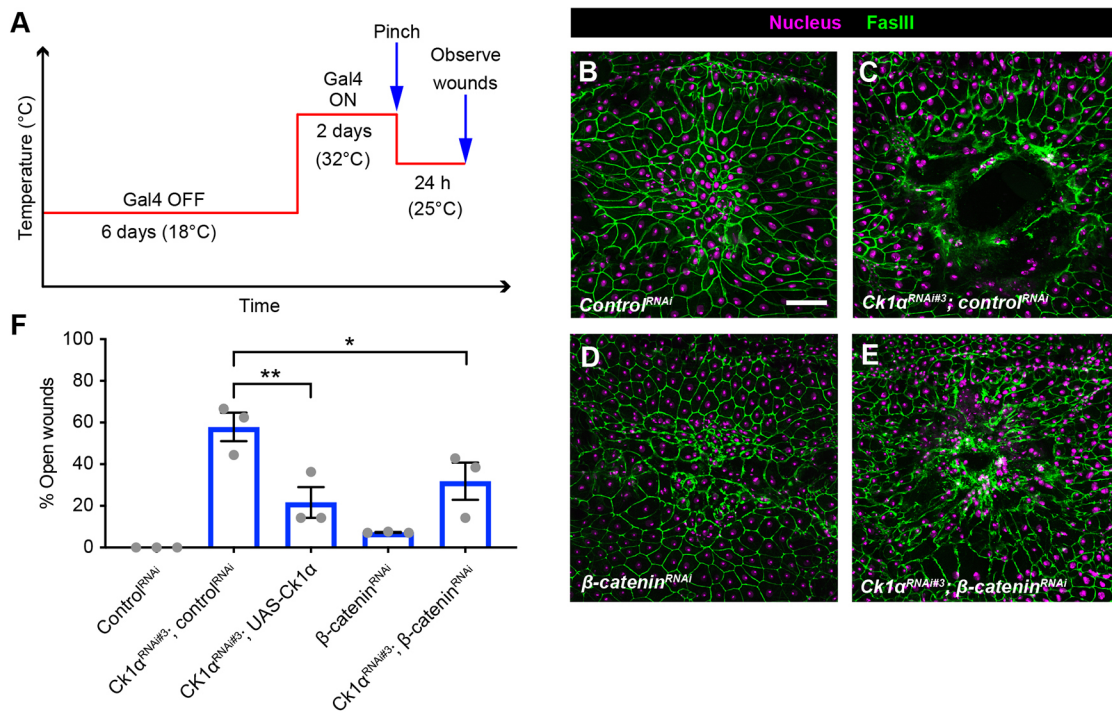 A
Temperature (°C)
Time
Gal4 OFF
6 days (18°C)
Gal4
ON
2 days
(32°C)
Pinch
Observe
wounds
24 h
(25°C)
Nucleus FasIII
B
Control^RNAi
C
Ck1α^RNAi#3; control^RNAi
D
β-catenin^RNAi
E
Ck1α^RNAi#3; β-catenin^RNAi
F
% Open wounds
100
80
60
40
20
0
**
*
Control^RNAi
Ck1α^RNAi#3; control^RNAi
CK1α^RNAi#3; UAS-Ck1α
β-catenin^RNAi
Ck1α^RNAi#3; β-catenin^RNAi